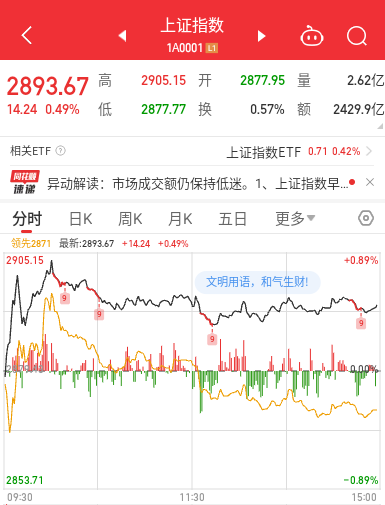 上证指数
1A0001 L1
2893.67 高 2905.15 开 2877.95 量 2.62亿
14.24 0.49% 低 2877.77 换 0.57% 额 2429.9亿
相关ETF 上证指数ETF 0.71 0.42%
同花顺
速递
异动解读：市场成交额仍保持低迷。1、上证指数早...
分时 日K 周K 月K 五日 更多
领先2871 最新:2893.67 +14.24 +0.49%
2905.15 +0.89%
文明用语，和气生财!
9
9
9
9
0.00%
2853.71 -0.89%
09:30 11:30 15:00